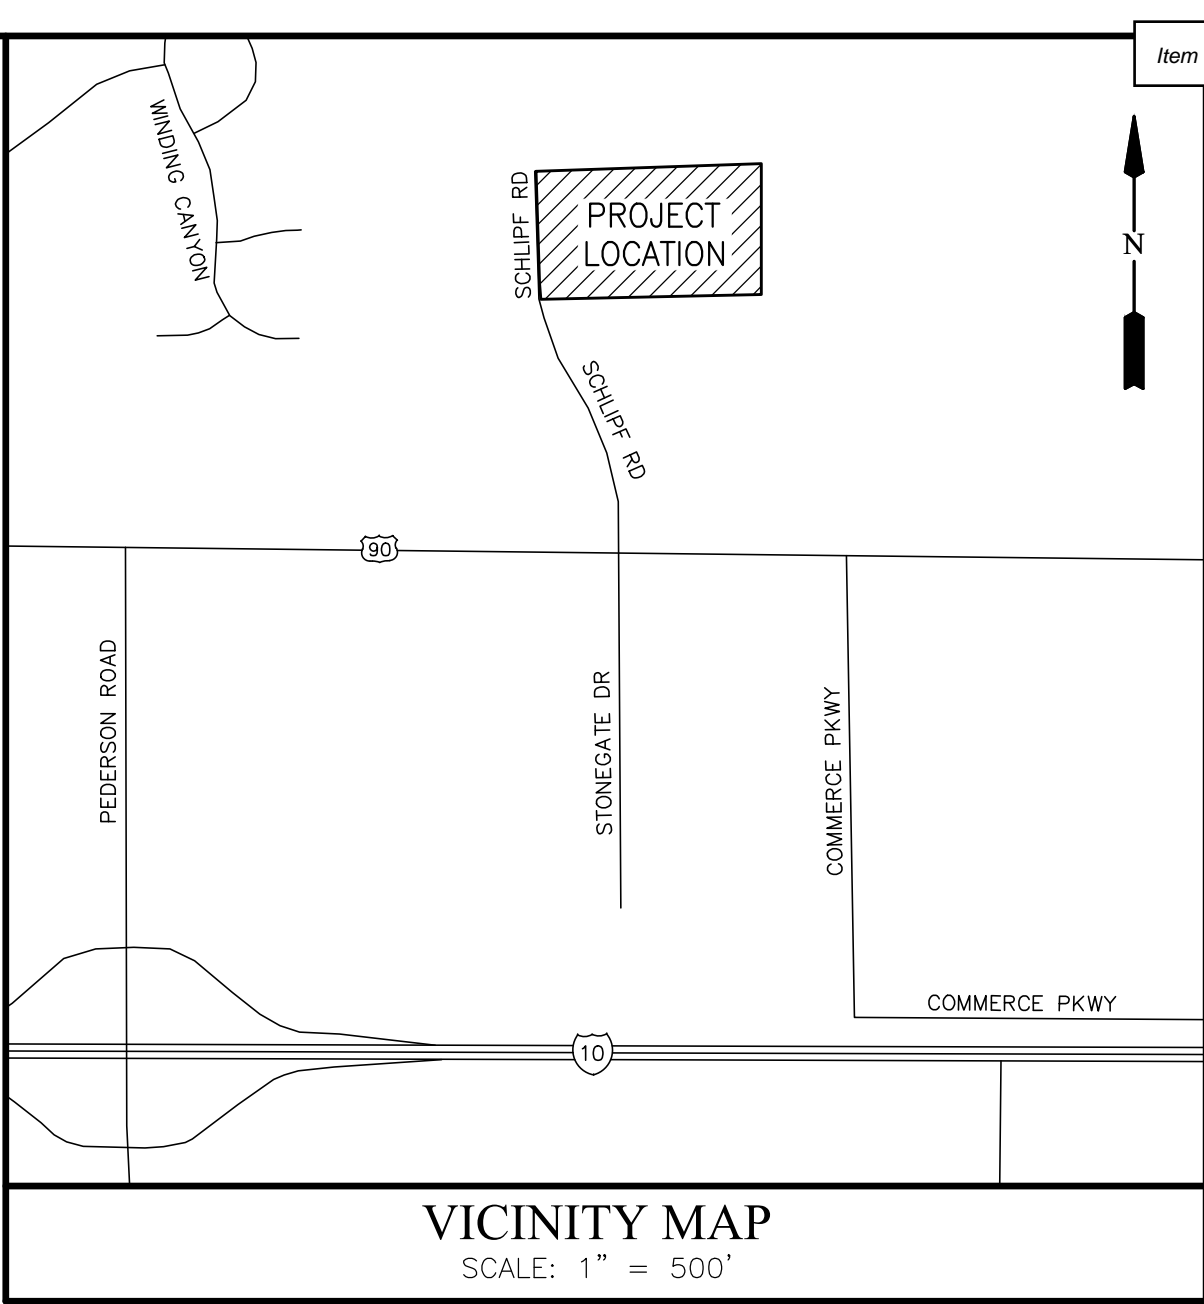 Item
WINDING CANYON
SCHLIPF RD
PROJECT
LOCATION
N
SCHLIPF RD
90
PEDERSON ROAD
STONEGATE DR
COMMERCE PKWY
COMMERCE PKWY
10
VICINITY MAP
SCALE: 1" = 500'